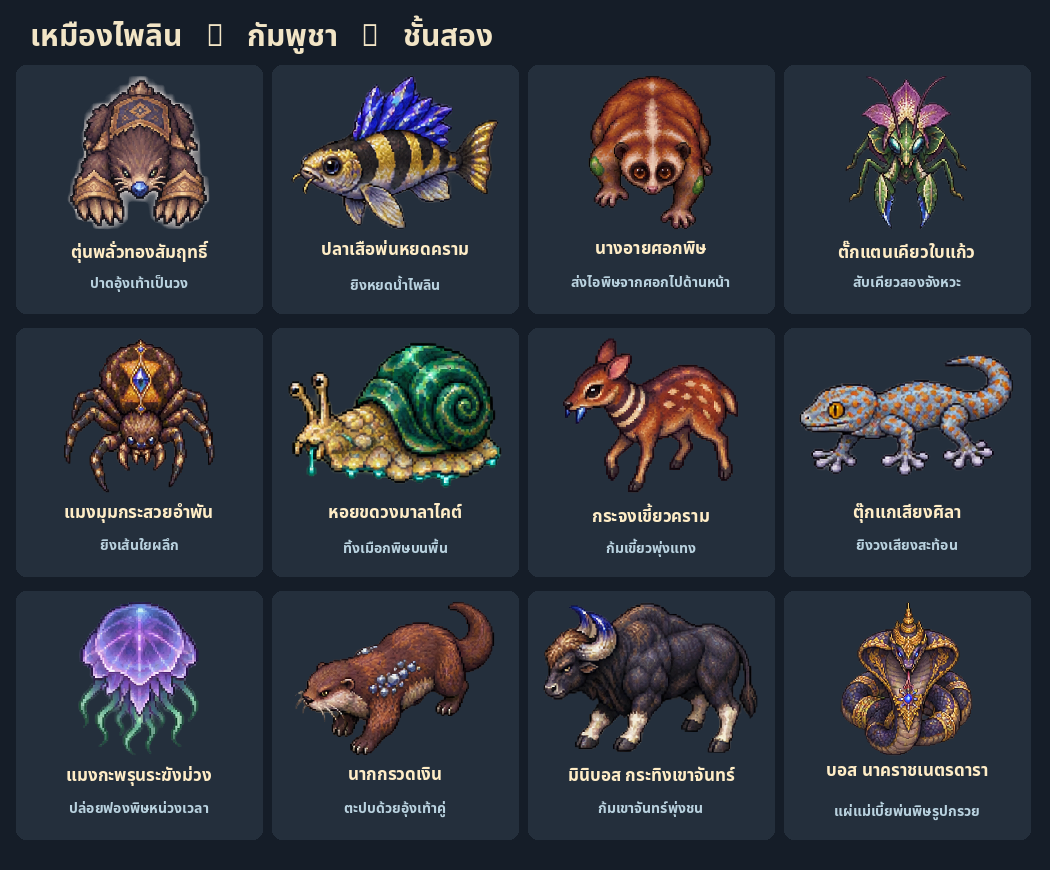 เหมืองไพลิน กัมพูชา ชั้นสอง
ตุ่นพลั่วทองสัมฤทธิ์
ปาดอุ้งเท้าเป็นวง
ปลาเสือพ่นหยดคราม
ยิงหยดน้ำไพลิน
นางอายศอกพิษ
ส่งไอพิษจากศอกไปด้านหน้า
ตั๊กแตนเคียวใบแก้ว
สับเคียวสองจังหวะ
แมงมุมกระสวยอำพัน
ยิงเส้นใยผลึก
หอยขดวงมาลาไคต์
ทิ้งเมือกพิษบนพื้น
กระจงเขี้ยวคราม
ก้มเขี้ยวพุ่งแทง
ตุ๊กแกเสียงศิลา
ยิงวงเสียงสะท้อน
แมงกะพรุนระฆังม่วง
ปล่อยฟองพิษหน่วงเวลา
นากกรวดเงิน
ตะปบด้วยอุ้งเท้าคู่
มินิบอส กระทิงเขาจันทร์
ก้มเขาจันทร์พุ่งชน
บอส นาคราชเนตรดารา
แผ่แม่เบี้ยพ่นพิษรูปกรวย